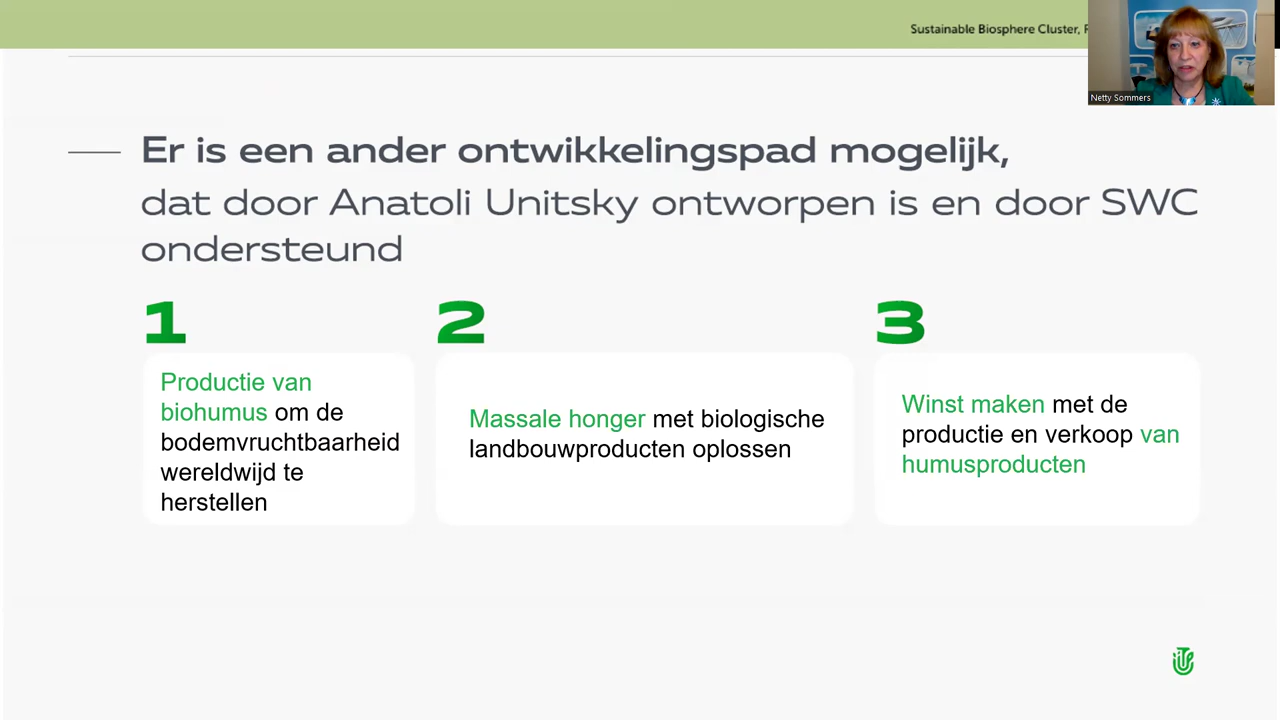 Sustainable Biosphere Cluster,
Netty Sommers
Er is een ander ontwikkelingspad mogelijk,
dat door Anatoli Unitsky ontworpen is en door SWC
ondersteund
1
Productie van
biohumus om de
bodemvruchtbaarheid
wereldwijd te
herstellen
2
Massale honger met biologische
landbouwproducten oplossen
3
Winst maken met de
productie en verkoop van
humusproducten